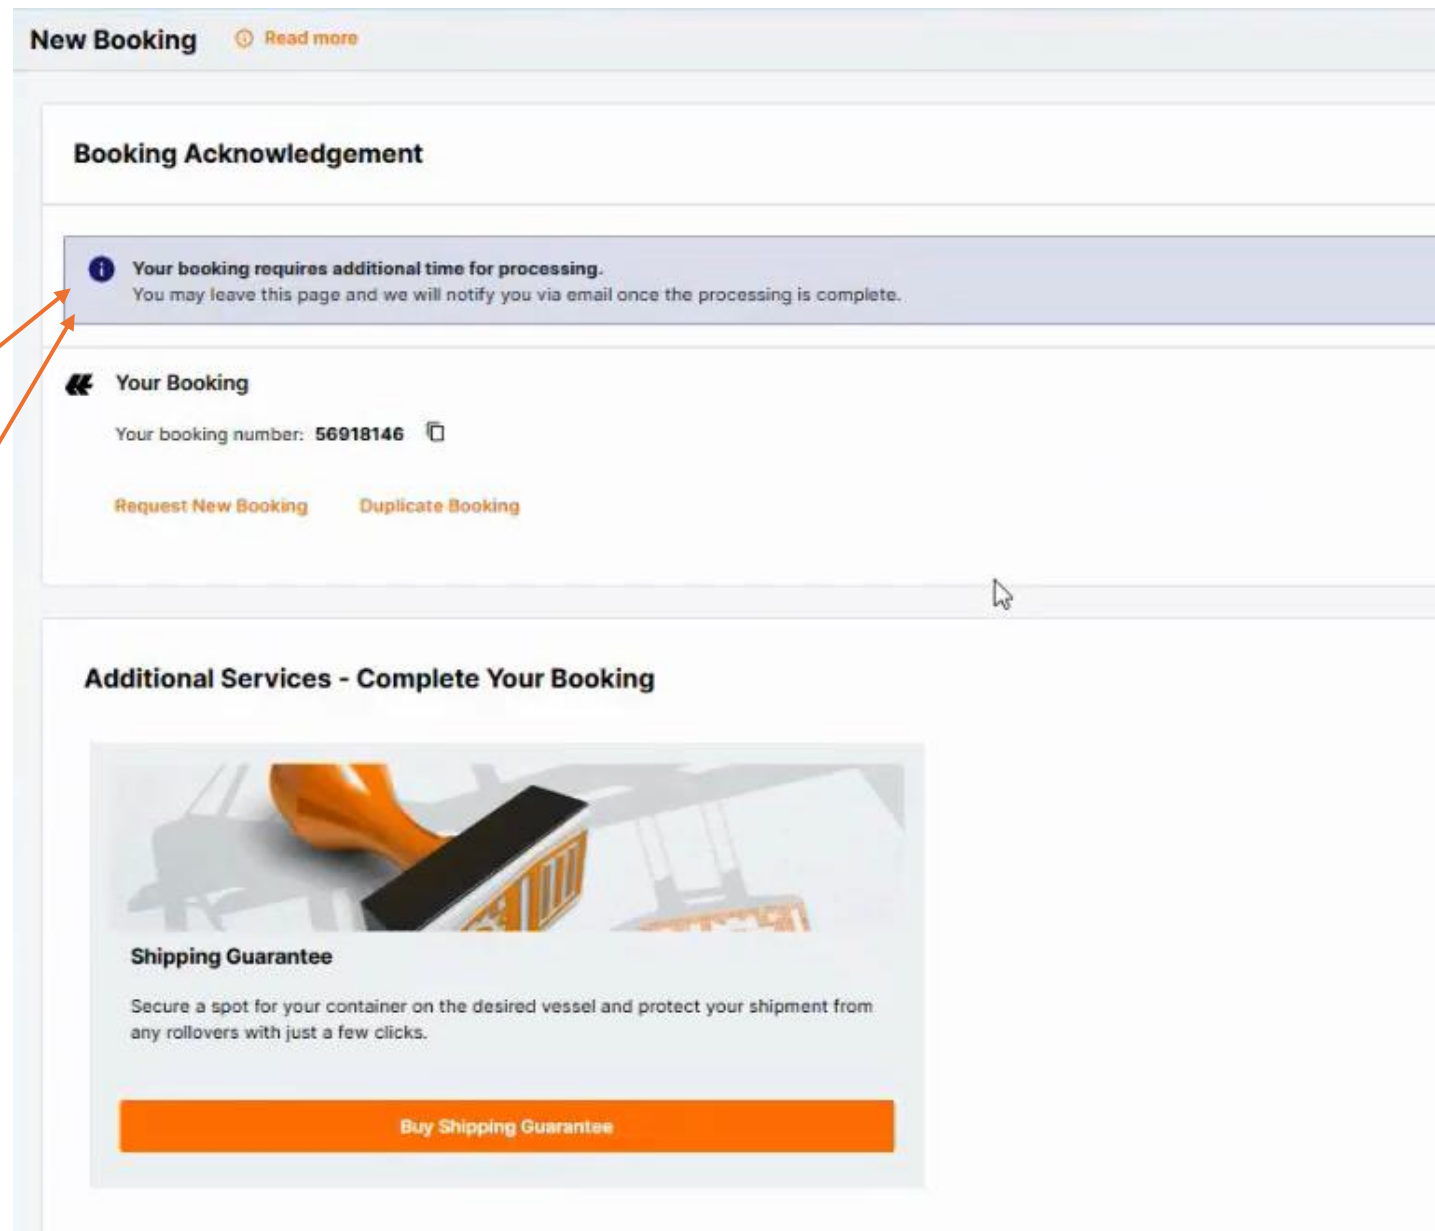 New Booking
Read more
Booking Acknowledgement
Your booking requires additional time for processing.
You may leave this page and we will notify you via email once the processing is complete.
Your Booking
Your booking number: 56918146
Request New Booking
Duplicate Booking
Additional Services - Complete Your Booking
Shipping Guarantee
Secure a spot for your container on the desired vessel and protect your shipment from
any rollovers with just a few clicks.
Buy Shipping Guarantee